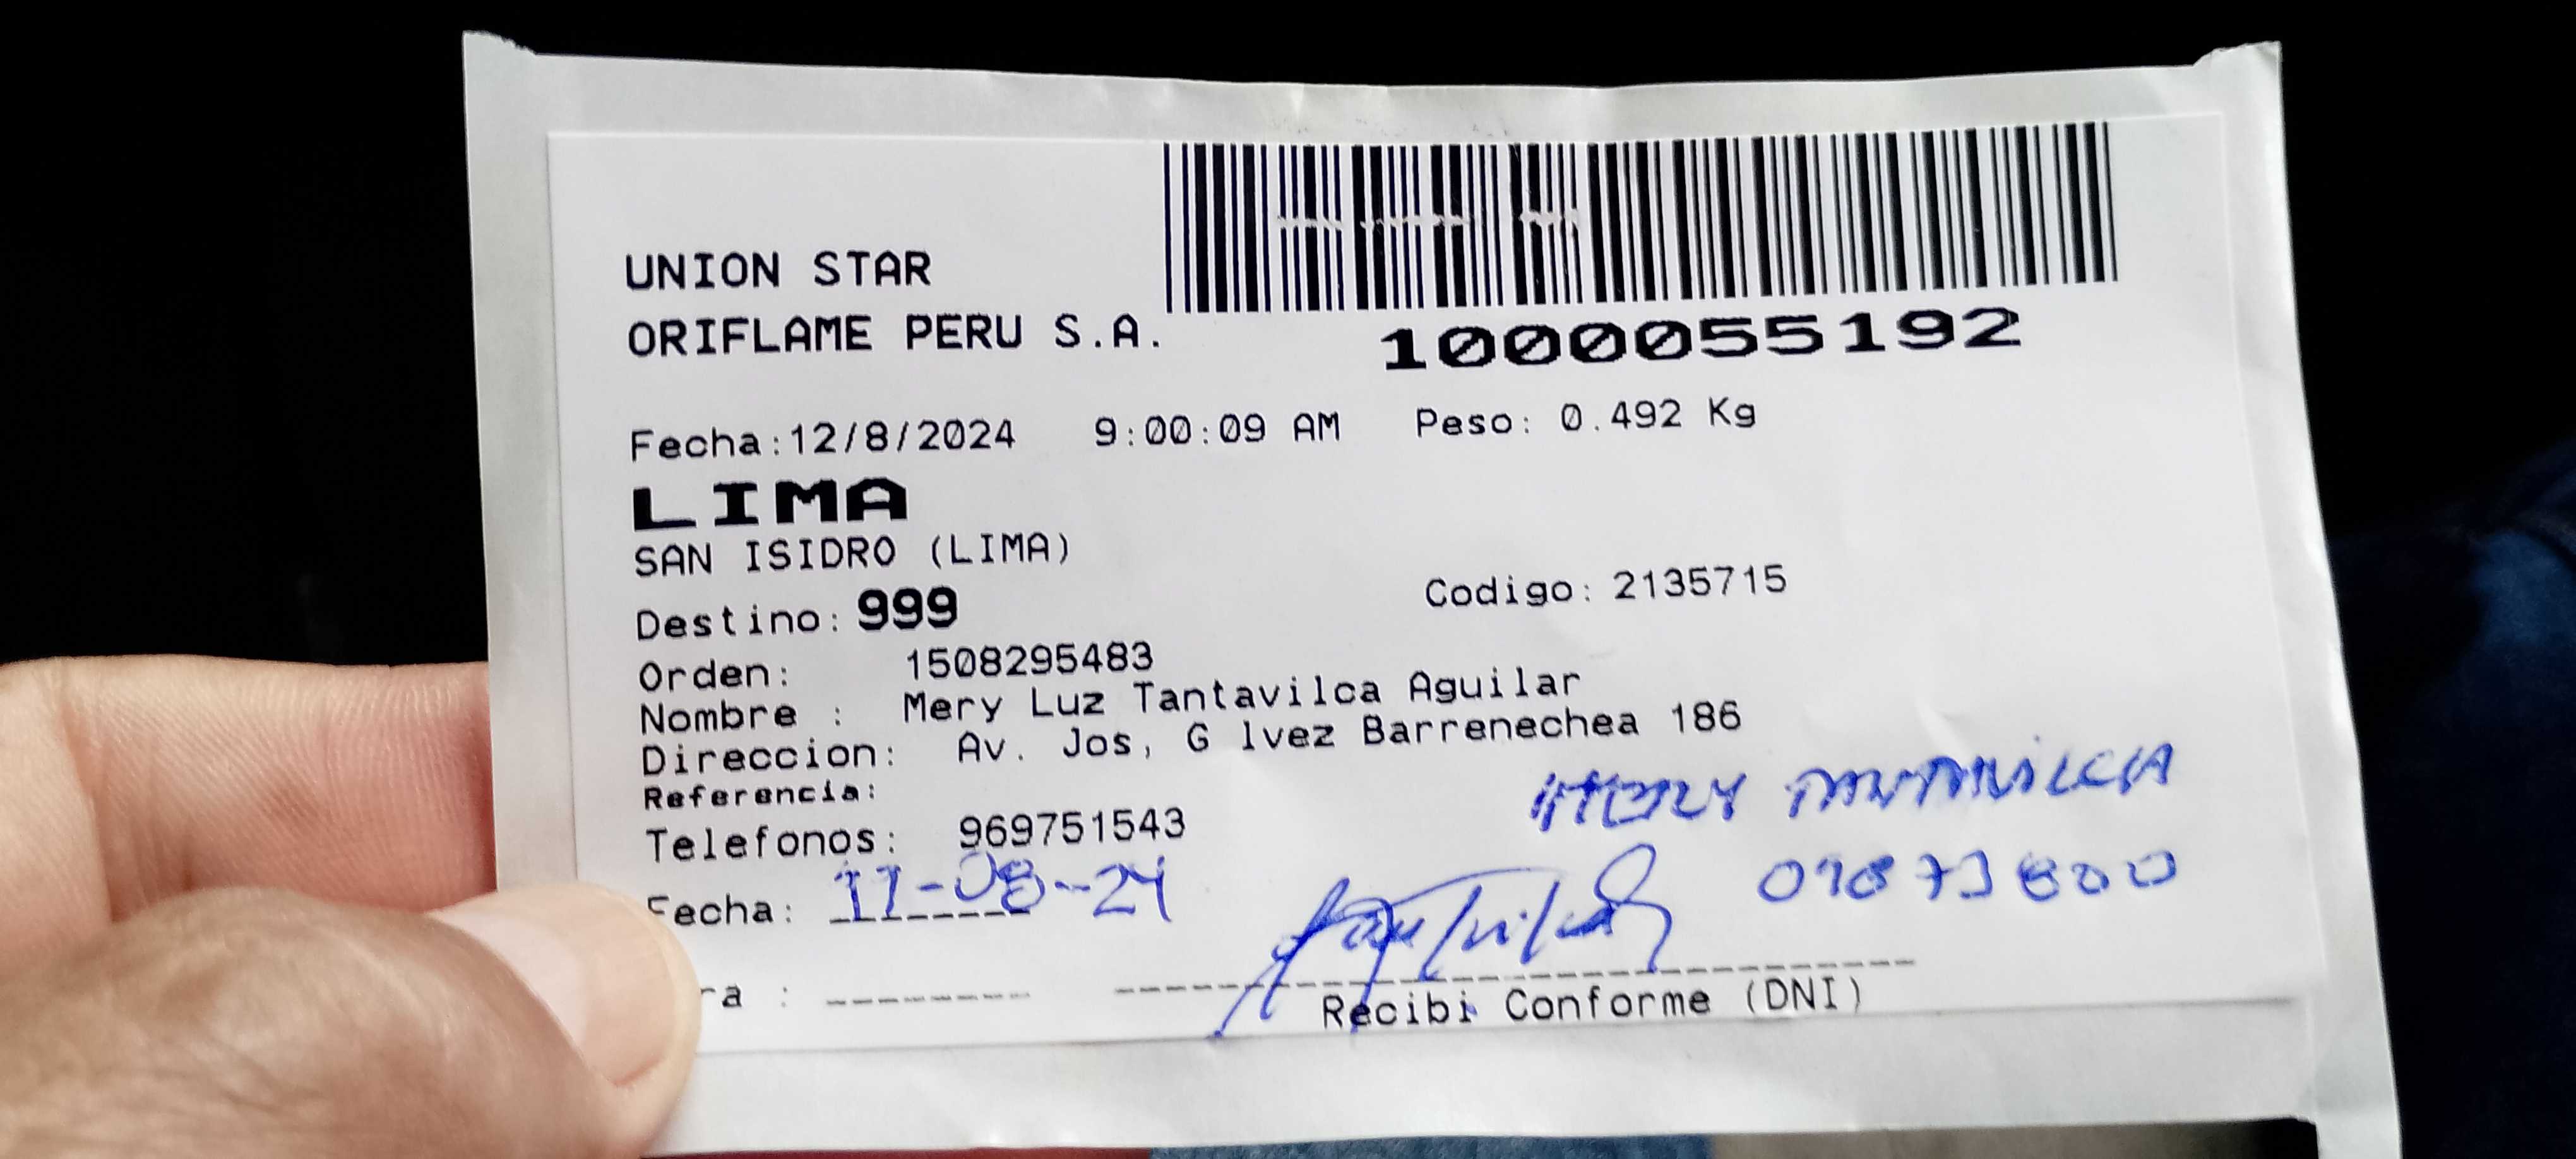 UNION STAR
ORIFLAME PERU S.A.
1000055192
Fecha:12/8/2024 9:00:09 AM Peso: 0.492 Kg
LIMA
SAN ISIDRO (LIMA)
Destino: 999 Codigo: 2135715
Orden: 1508295483
Nombre : Mery Luz Tantavilca Aguilar
Direccion: Av. Jos, G lvez Barrenechea 186
Referencia:
Telefonos: 969751543
Fecha: 17-08-24
ra :
Recibi Conforme (DNI)